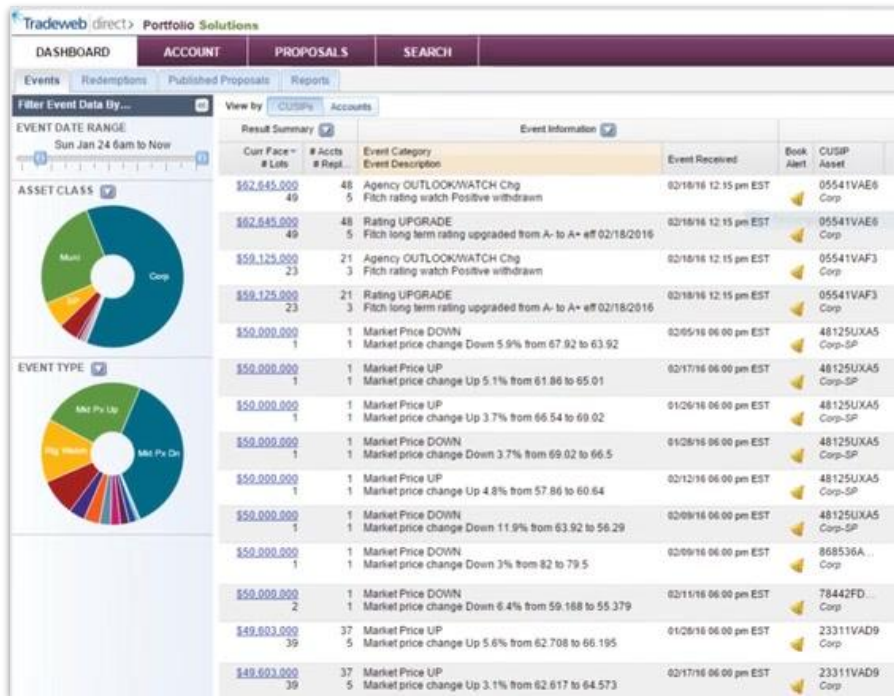 Tradeweb direct> Portfolio Solutions
DASHBOARD ACCOUNT PROPOSALS SEARCH
Events Redemptions Published Proposals Reports
Filter Event Data By...
EVENT DATE RANGE
Sun Jan 24 6am to Now
ASSET CLASS
Muni
Corp
EVENT TYPE
Mkt Px Up
Rtg Watch
Mkt Px Dn
View by CUSIPs Accounts
Result Summary Event Information
Curr Face # Accts Event Category Event Received Book CUSIP
# Lots # Repl... Event Description Alert Asset
$62,645,000 48 Agency OUTLOOK/WATCH Chg 02/18/16 12:15 pm EST 05541VAE6
49 5 Fitch rating watch Positive withdrawn Corp
$62,645,000 48 Rating UPGRADE 02/18/16 12:15 pm EST 05541VAE6
49 5 Fitch long term rating upgraded from A- to A+ eff 02/18/2016 Corp
$59,125,000 21 Agency OUTLOOK/WATCH Chg 02/18/16 12:15 pm EST 05541VAF3
23 3 Fitch rating watch Positive withdrawn Corp
$59,125,000 21 Rating UPGRADE 02/18/16 12:15 pm EST 05541VAF3
23 3 Fitch long term rating upgraded from A- to A+ eff 02/18/2016 Corp
$50,000,000 1 Market Price DOWN 02/05/16 06:00 pm EST 48125UXA5
1 1 Market price change Down 5.9% from 67.92 to 63.92 Corp-SP
$50,000,000 1 Market Price UP 02/17/16 06:00 pm EST 48125UXA5
1 1 Market price change Up 5.1% from 61.86 to 65.01 Corp-SP
$50,000,000 1 Market Price UP 01/26/16 06:00 pm EST 48125UXA5
1 1 Market price change Up 3.7% from 66.54 to 69.02 Corp-SP
$50,000,000 1 Market Price DOWN 01/28/16 06:00 pm EST 48125UXA5
1 1 Market price change Down 3.7% from 69.02 to 66.5 Corp-SP
$50,000,000 1 Market Price UP 02/12/16 06:00 pm EST 48125UXA5
1 1 Market price change Up 4.8% from 57.86 to 60.64 Corp-SP
$50,000,000 1 Market Price DOWN 02/09/16 06:00 pm EST 48125UXA5
1 1 Market price change Down 11.9% from 63.92 to 56.29 Corp-SP
$50,000,000 1 Market Price DOWN 02/09/16 06:00 pm EST 868536A...
1 1 Market price change Down 3% from 82 to 79.5 Corp
$50,000,000 1 Market Price DOWN 02/11/16 06:00 pm EST 78442FD...
2 1 Market price change Down 6.4% from 59.168 to 55.379 Corp
$49,603,000 37 Market Price UP 01/28/16 06:00 pm EST 23311VAD9
39 5 Market price change Up 5.6% from 62.708 to 66.195 Corp
$49,603,000 37 Market Price UP 02/17/16 06:00 pm EST 23311VAD9
39 5 Market price change Up 3.1% from 62.617 to 64.573 Corp